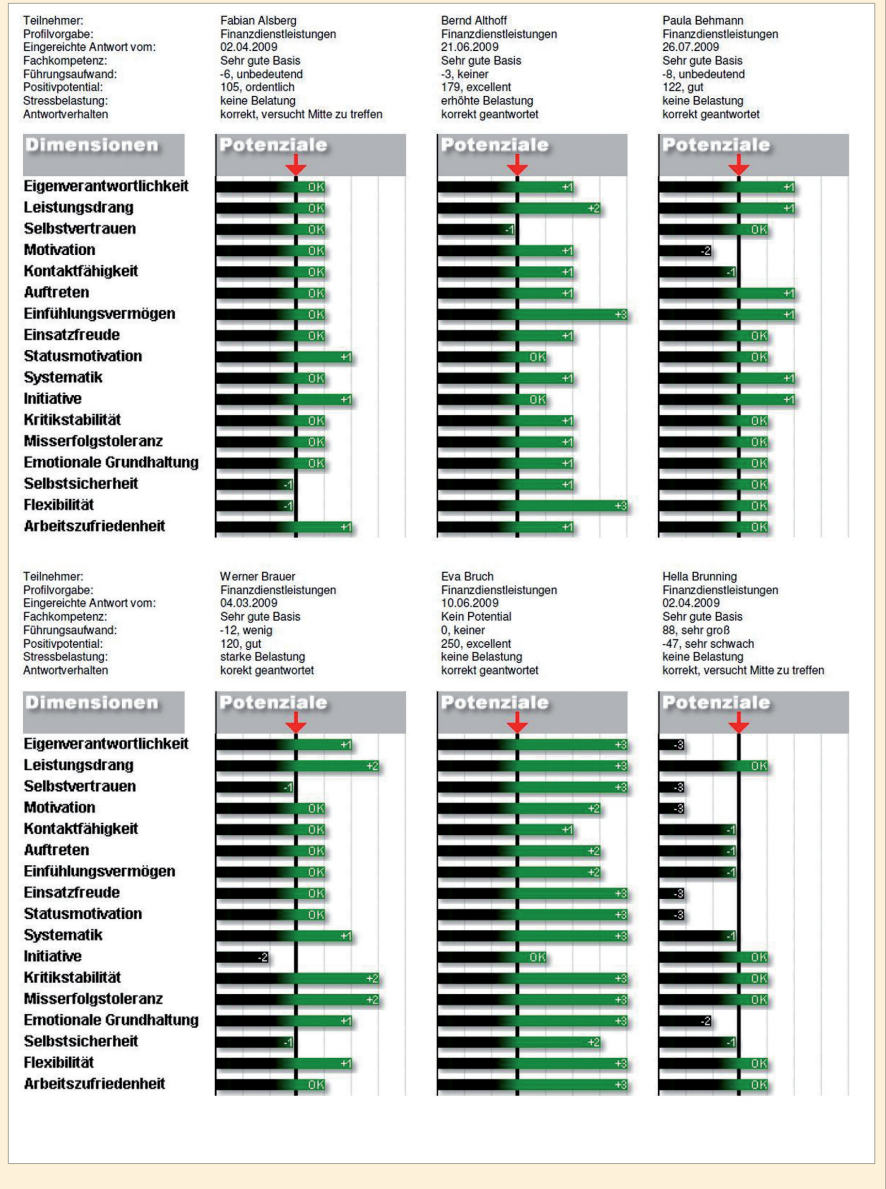 Teilnehmer: Fabian Alsberg Bernd Althoff Paula Behmann
Profilvorgabe: Finanzdienstleistungen Finanzdienstleistungen Finanzdienstleistungen
Eingereichte Antwort vom: 02.04.2009 21.06.2009 26.07.2009
Fachkompetenz: Sehr gute Basis Sehr gute Basis Sehr gute Basis
Führungsaufwand: -6, unbedeutend -3, keiner -8, unbedeutend
Positivpotential: 105, ordentlich 179, excellent 122, gut
Stressbelastung: keine Belatung erhöhte Belastung keine Belastung
Antwortverhalten korrekt, versucht Mitte zu treffen korrekt geantwortet korrekt geantwortet
Dimensionen Potenziale Potenziale Potenziale
Eigenverantwortlichkeit OK +1 +1
Leistungsdrang OK +2 +1
Selbstvertrauen OK -1 OK
Motivation OK +1 -2
Kontaktfähigkeit OK +1 -1
Auftreten OK +1 +1
Einfühlungsvermögen OK +3 +1
Einsatzfreude OK +1 OK
Statusmotivation +1 OK OK
Systematik OK +1 +1
Initiative +1 OK +1
Kritikstabilität OK +1 OK
Misserfolgstoleranz OK +1 OK
Emotionale Grundhaltung OK +1 OK
Selbstsicherheit -1 +1 OK
Flexibilität -1 +3 OK
Arbeitszufriedenheit +1 +1 OK
Teilnehmer: Werner Brauer Eva Bruch Hella Brunning
Profilvorgabe: Finanzdienstleistungen Finanzdienstleistungen Finanzdienstleistungen
Eingereichte Antwort vom: 04.03.2009 10.06.2009 02.04.2009
Fachkompetenz: Sehr gute Basis Kein Potential Sehr gute Basis
Führungsaufwand: -12, wenig 0, keiner 88, sehr groß
Positivpotential: 120, gut 250, excellent -47, sehr schwach
Stressbelastung: starke Belastung keine Belastung keine Belastung
Antwortverhalten korekt geantwortet korrekt geantwortet korrekt, versucht Mitte zu treffen
Dimensionen Potenziale Potenziale Potenziale
Eigenverantwortlichkeit +1 +3 -3
Leistungsdrang +2 +3 OK
Selbstvertrauen -1 +3 -3
Motivation OK +2 -3
Kontaktfähigkeit OK +1 -1
Auftreten OK +2 -1
Einfühlungsvermögen OK +2 -1
Einsatzfreude OK +3 -3
Statusmotivation OK +3 -3
Systematik +1 +3 -1
Initiative -2 OK OK
Kritikstabilität +2 +3 OK
Misserfolgstoleranz +2 +3 OK
Emotionale Grundhaltung +1 +3 -2
Selbstsicherheit -1 +2 -1
Flexibilität +1 +3 OK
Arbeitszufriedenheit OK +3 OK